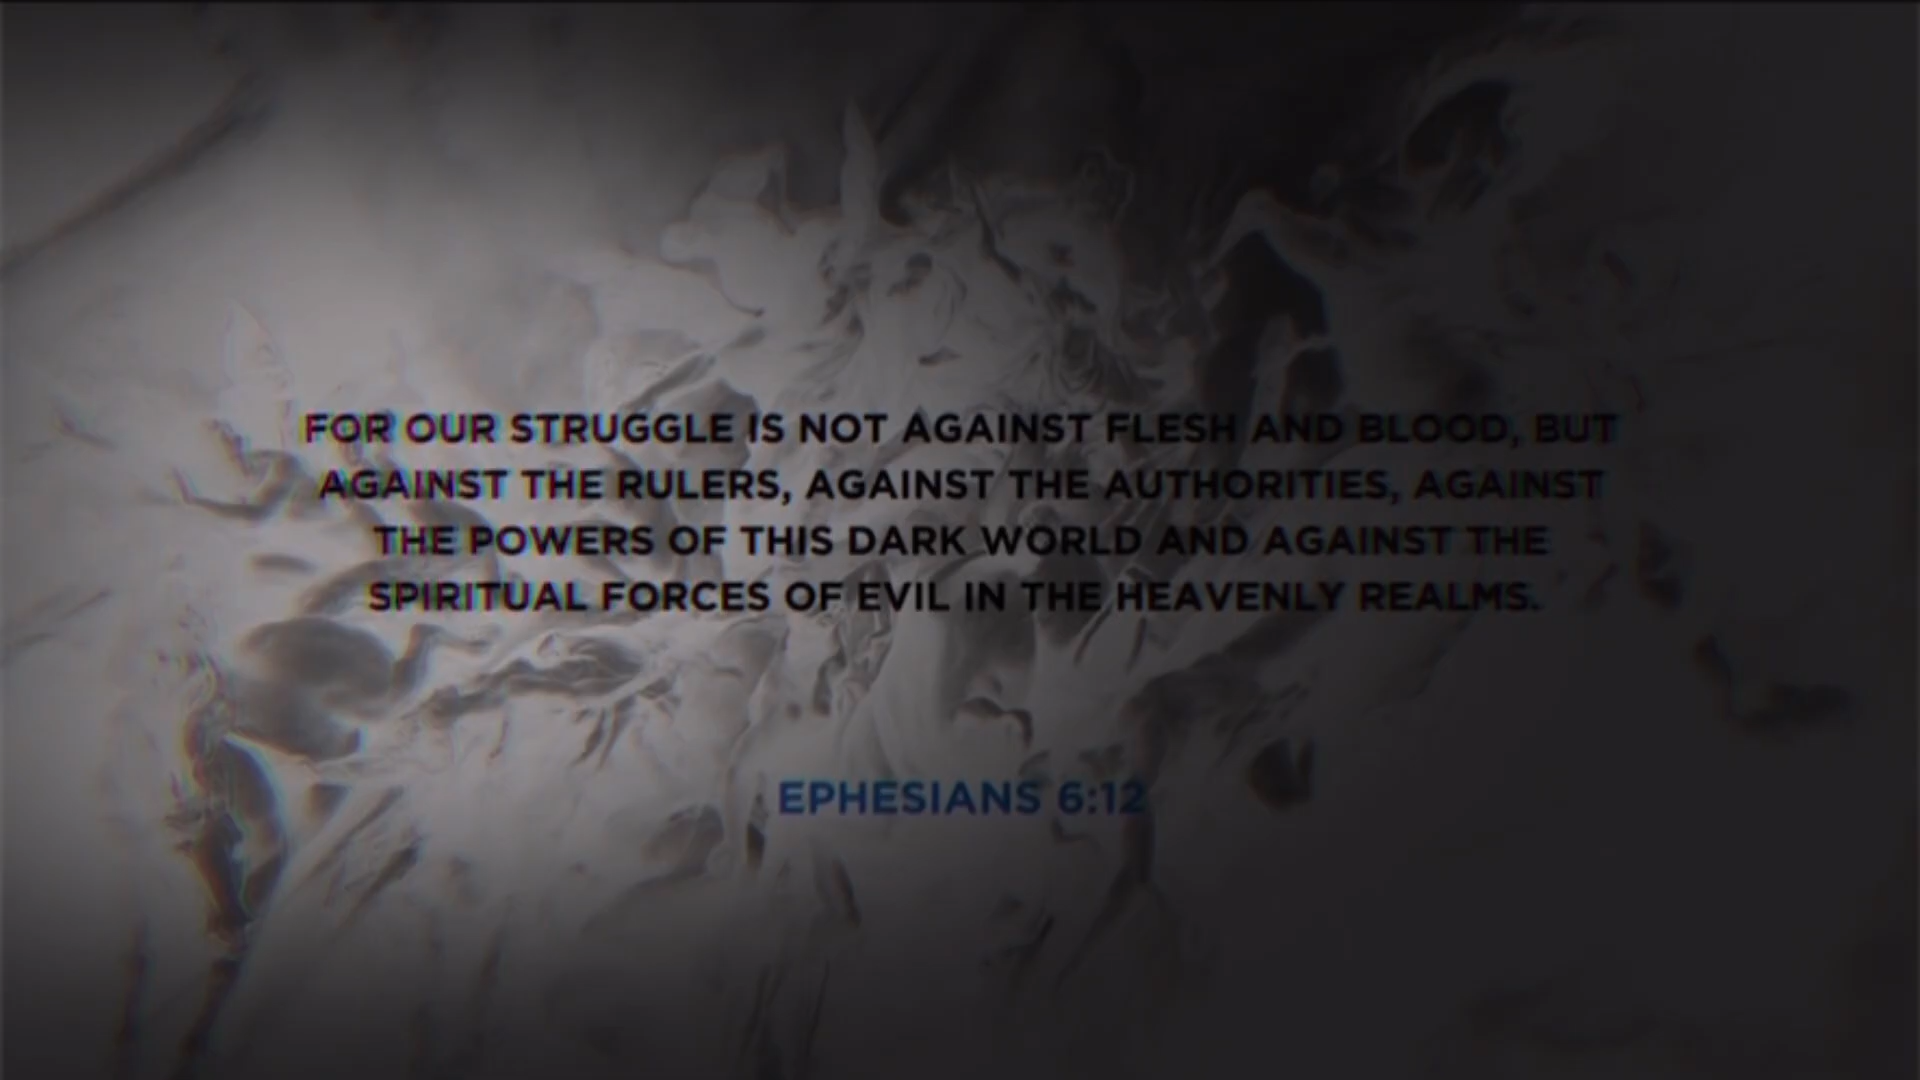 FOR OUR STRUGGLE IS NOT AGAINST FLESH AND BLOOD, BUT
AGAINST THE RULERS, AGAINST THE AUTHORITIES, AGAINST
THE POWERS OF THIS DARK WORLD AND AGAINST THE
SPIRITUAL FORCES OF EVIL IN THE HEAVENLY REALMS.
EPHESIANS 6:12